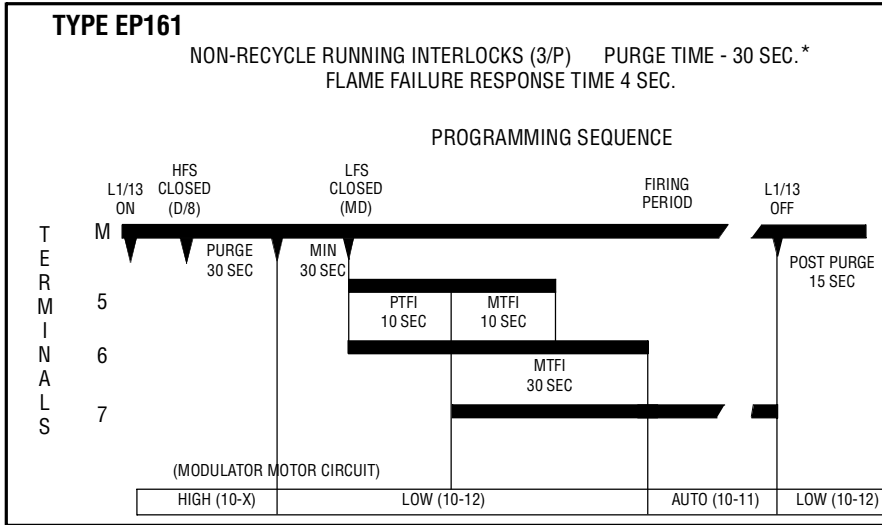 TYPE EP161
NON-RECYCLE RUNNING INTERLOCKS (3/P) PURGE TIME - 30 SEC.*
FLAME FAILURE RESPONSE TIME 4 SEC.
PROGRAMMING SEQUENCE
L1/13
ON
HFS
CLOSED
(D/8)
LFS
CLOSED
(MD)
FIRING
PERIOD
L1/13
OFF
TERMINALS
M
PURGE
30 SEC
MIN
30 SEC
POST PURGE
15 SEC
5
PTFI
10 SEC
MTFI
10 SEC
6
MTFI
30 SEC
7
(MODULATOR MOTOR CIRCUIT)
HIGH (10-X) LOW (10-12) AUTO (10-11) LOW (10-12)